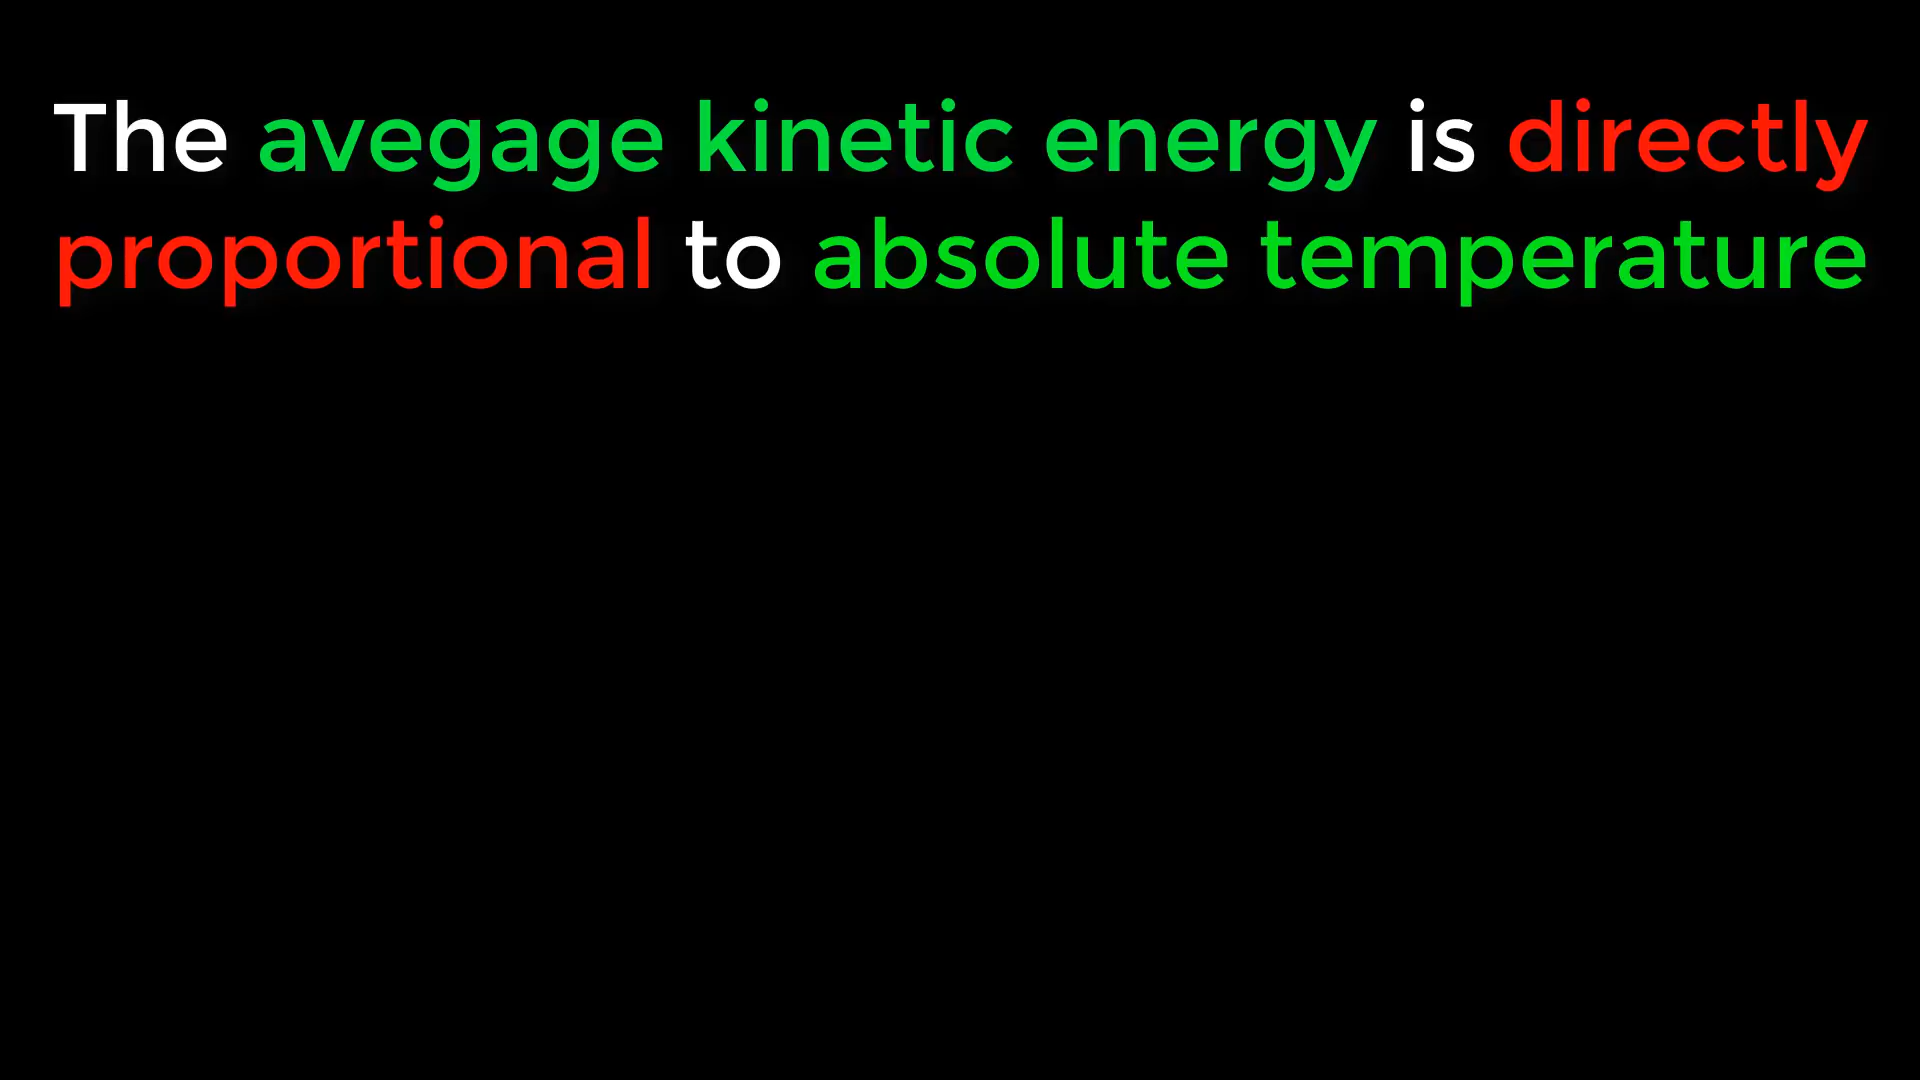 The avegage kinetic energy is directly
proportional to absolute temperature